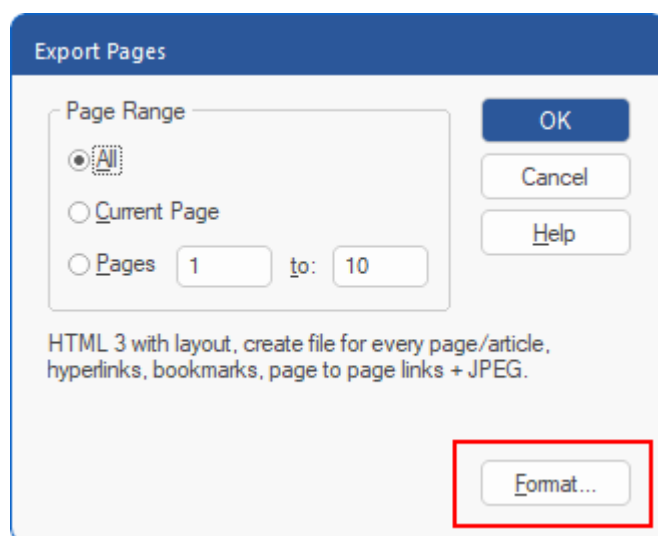 Export Pages
Page Range
All
Current Page
Pages 1 to: 10
OK
Cancel
Help
HTML 3 with layout, create file for every page/article,
hyperlinks, bookmarks, page to page links + JPEG.
Format...